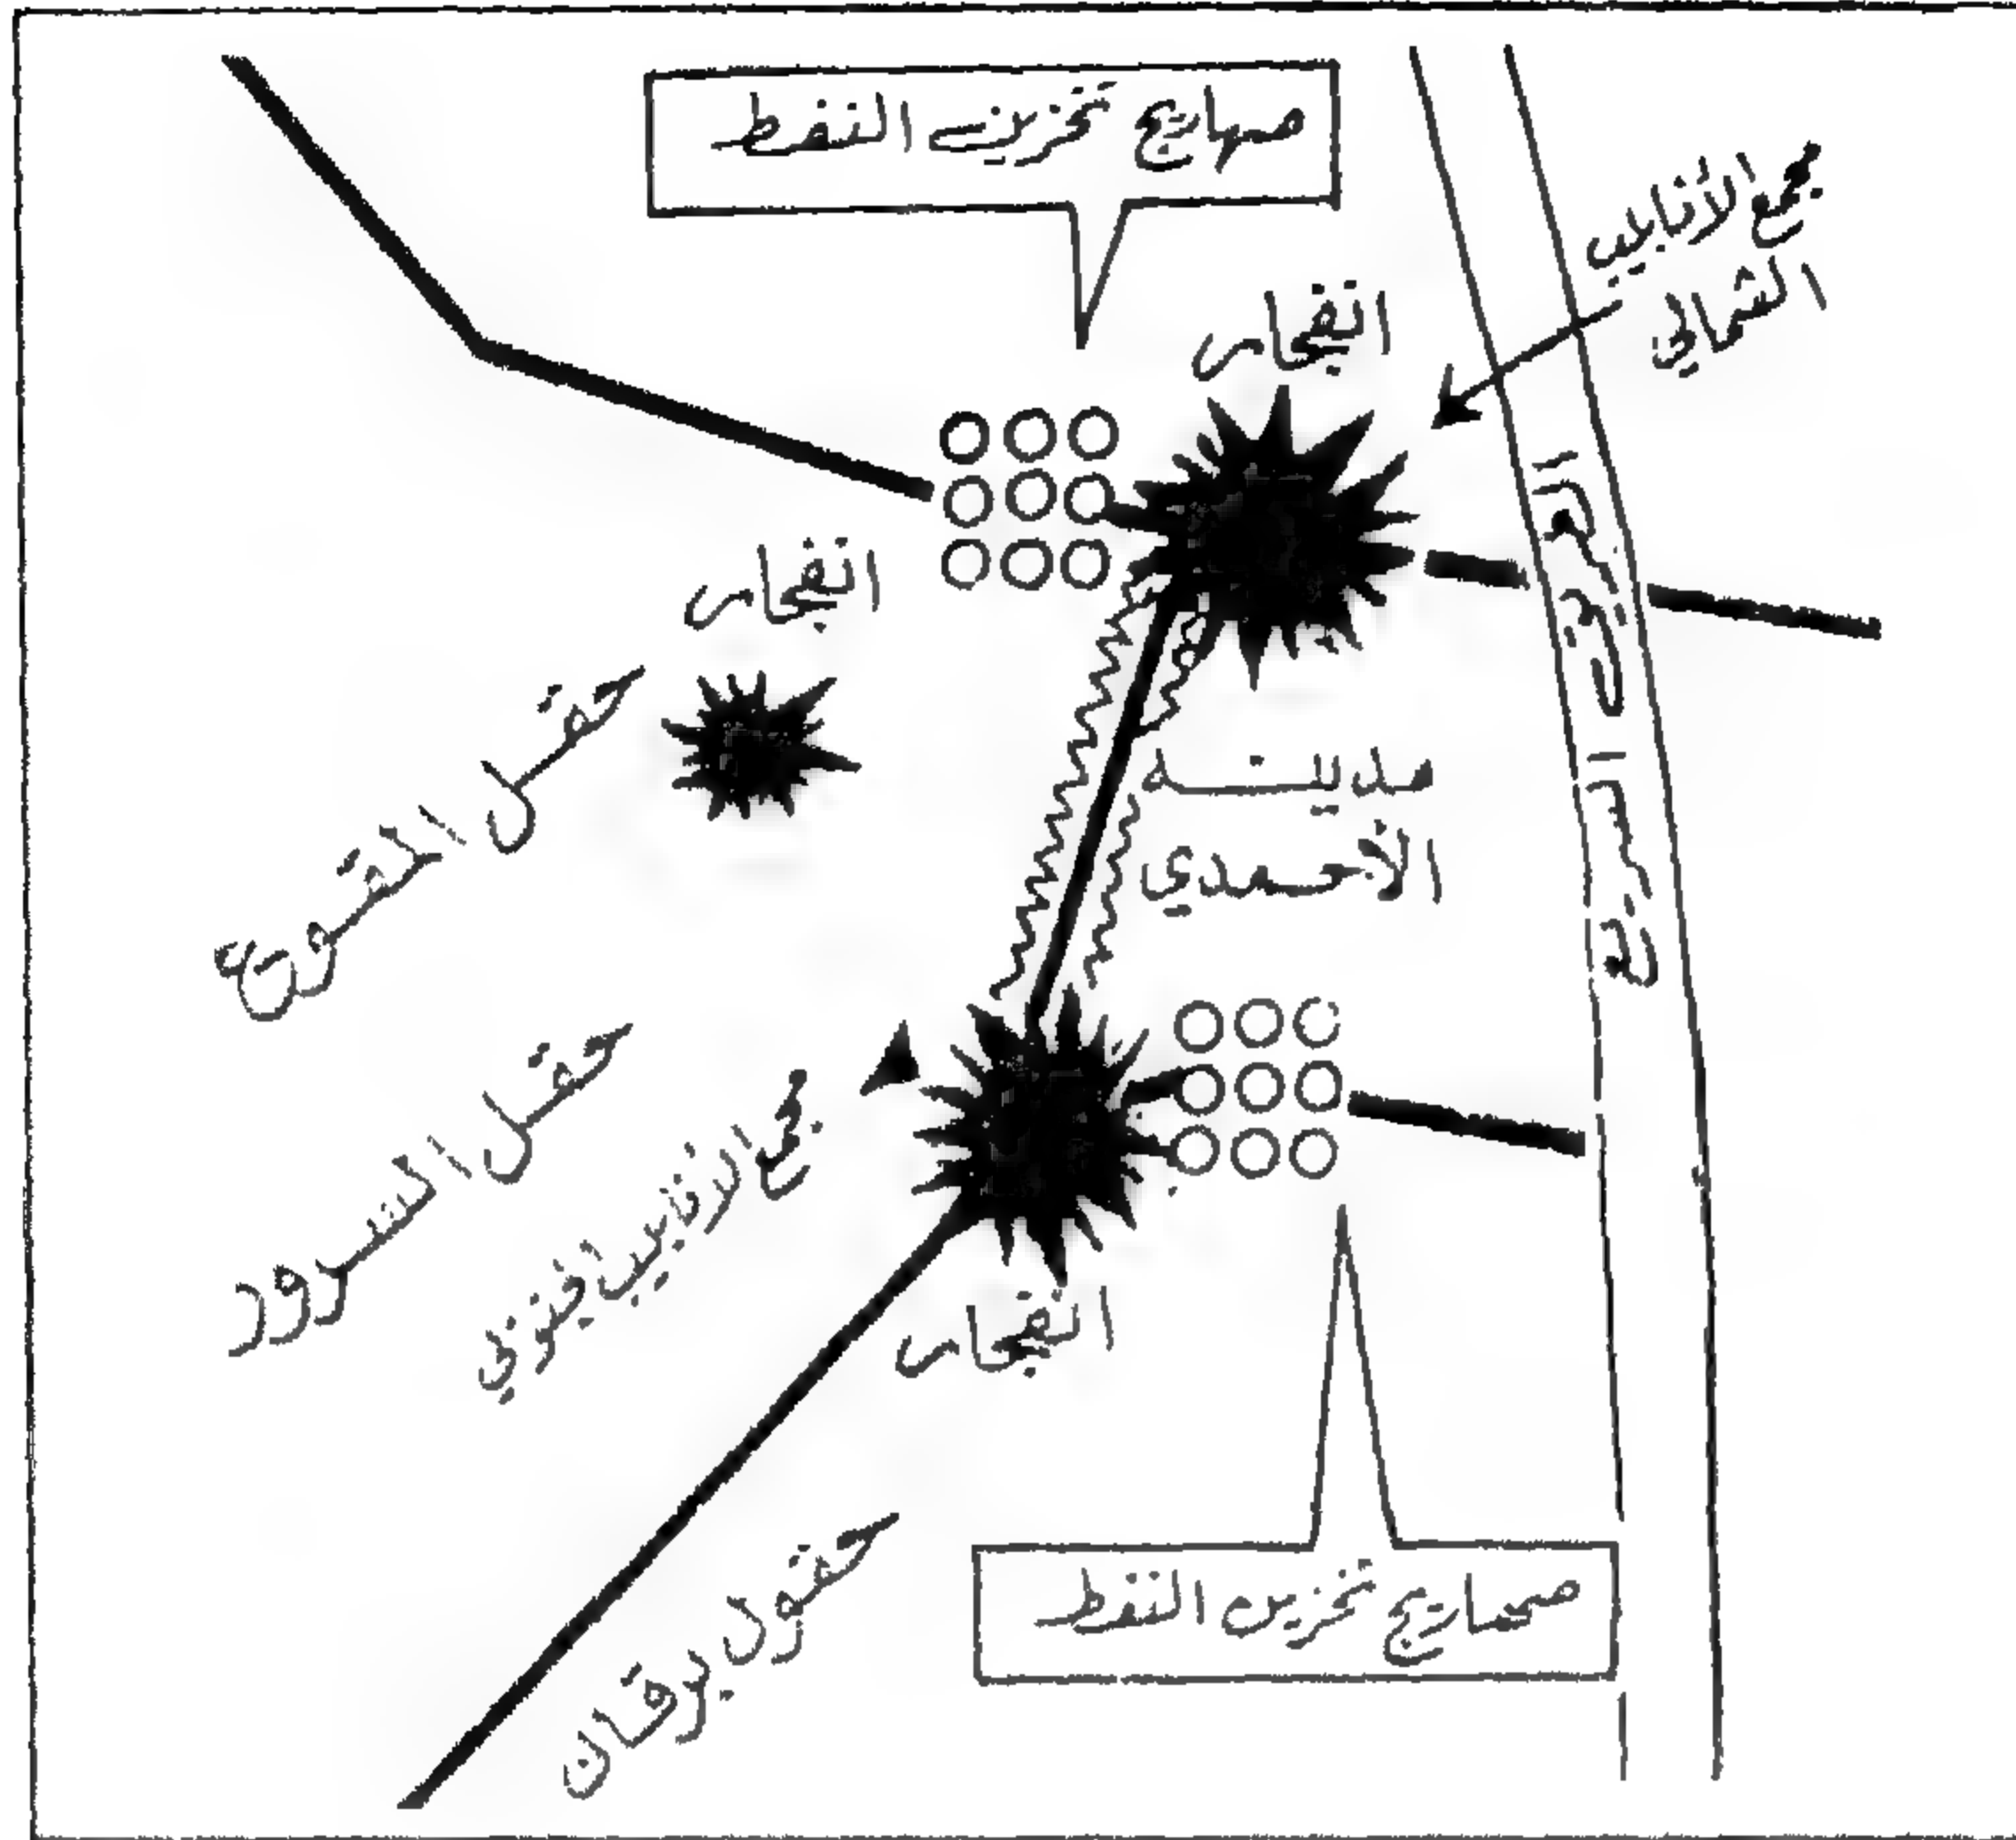 صهاريج تخزين النفط
مجمع الأنابيب
الشمالي
انفجار
انفجار
حقل المقوع
مدينة
الأحمدي
حقل السرور
مجمع الانابيب الجنوبي
انفجار
حقول برقان
صهاريج تخزين النفط